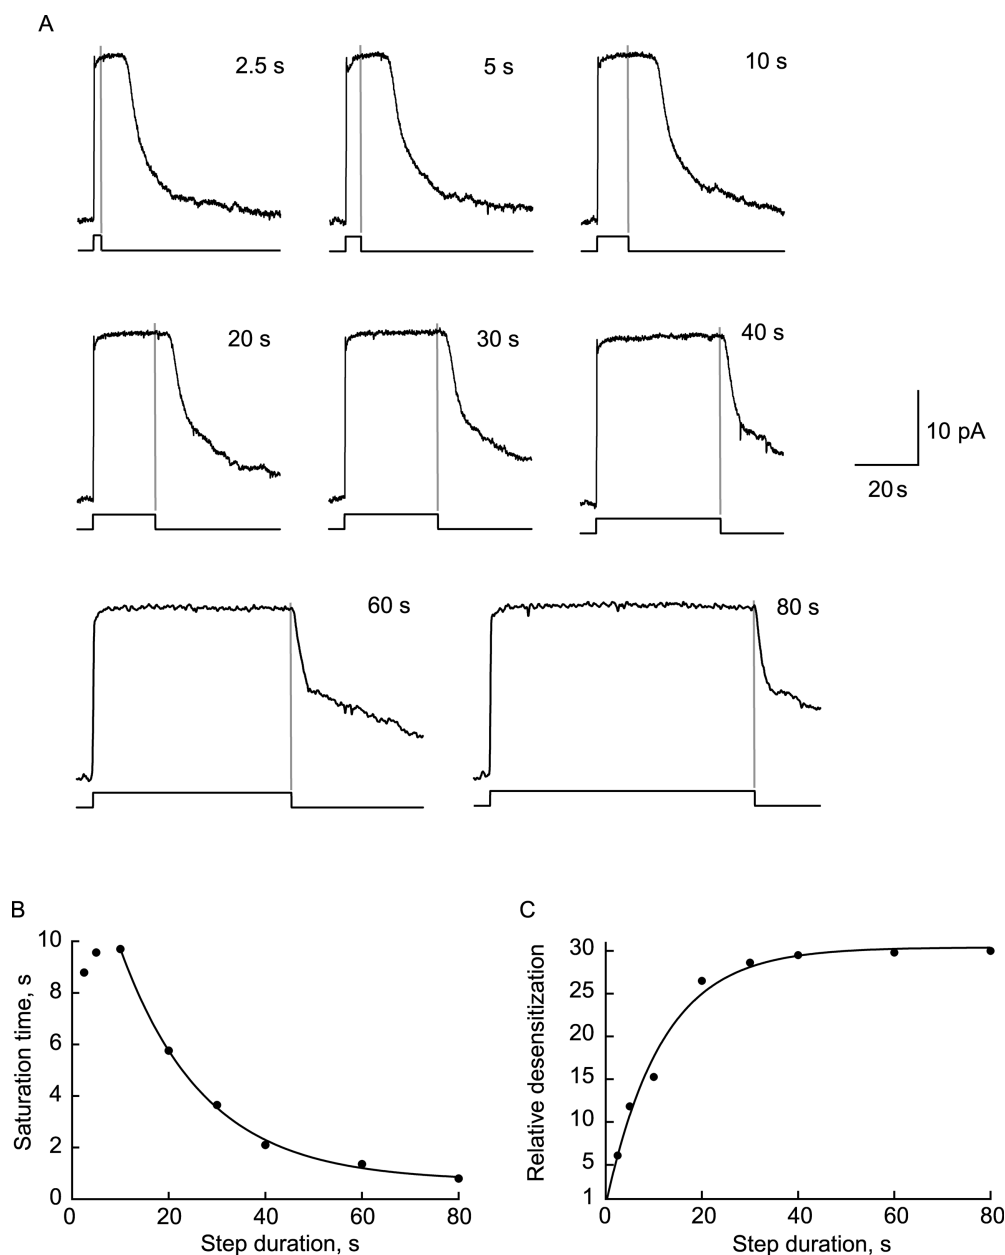 A
2.5 s
5 s
10 s
20 s
30 s
40 s
10 pA
20 s
60 s
80 s
B
10
8
6
4
2
0
0
20
40
60
80
Saturation time, s
Step duration, s
C
30
25
20
15
10
5
1
0
20
40
60
80
Relative desensitization
Step duration, s